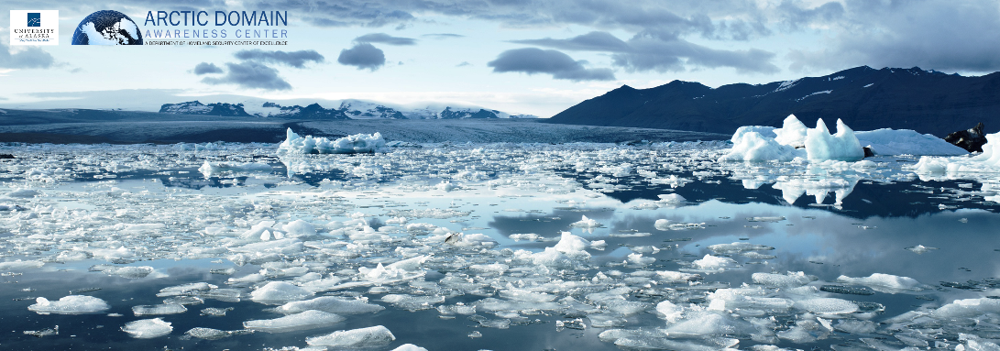 UNIVERSITY
of ALASKA
ARCTIC DOMAIN
AWARENESS CENTER
A DEPARTMENT OF HOMELAND SECURITY CENTER OF EXCELLENCE